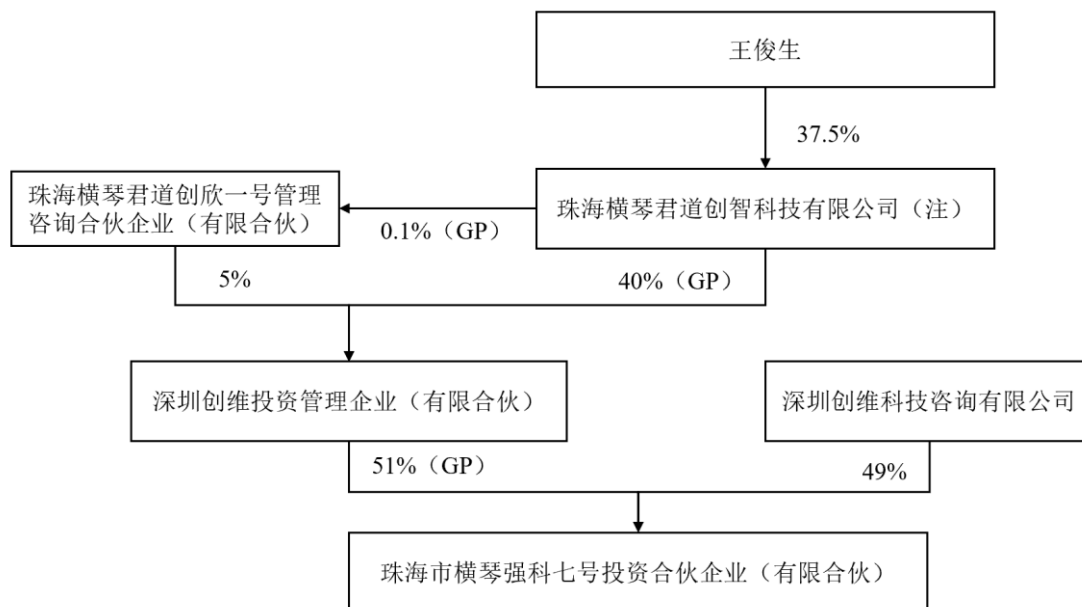 王俊生
37.5%
珠海横琴君道创欣一号管理
咨询合伙企业（有限合伙）
珠海横琴君道创智科技有限公司（注）
0.1%（GP）
5%
40%（GP）
深圳创维投资管理企业（有限合伙）
深圳创维科技咨询有限公司
51%（GP）
49%
珠海市横琴强科七号投资合伙企业（有限合伙）